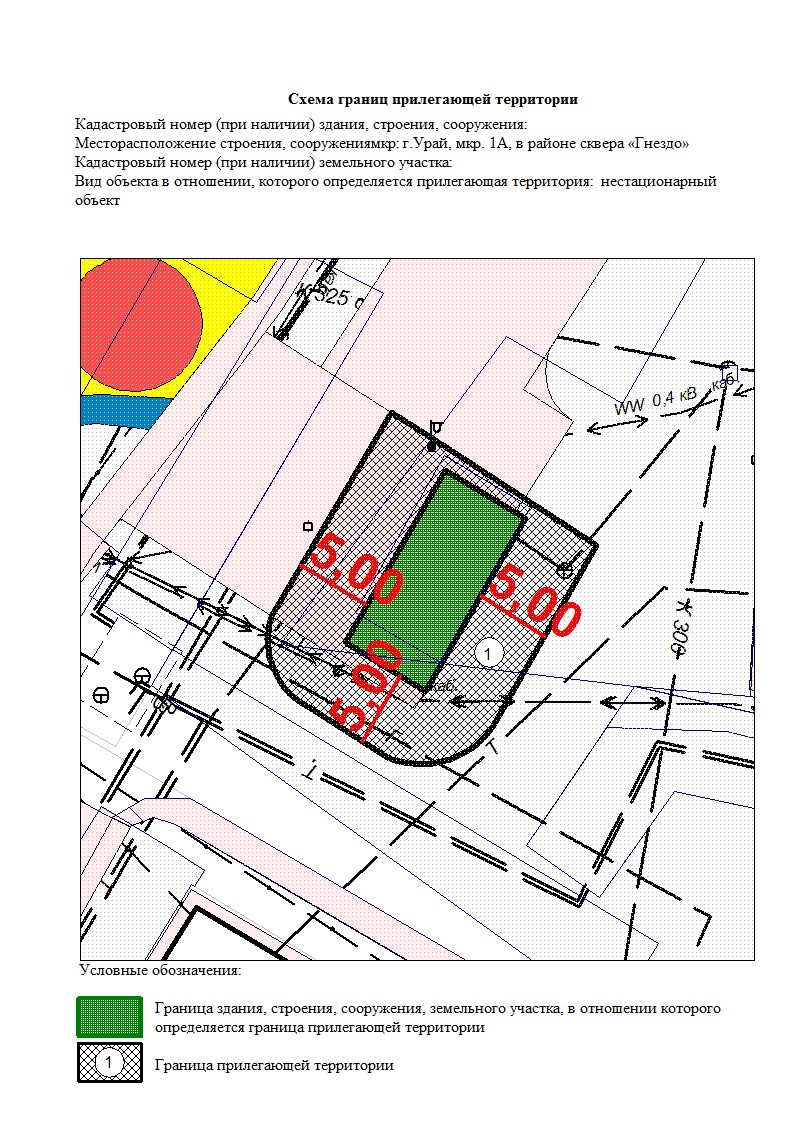 Схема границ прилегающей территории
Кадастровый номер (при наличии) здания, строения, сооружения:
Месторасположение строения, сооружениямкр: г.Урай, мкр. 1А, в районе сквера «Гнездо»
Кадастровый номер (при наличии) земельного участка:
Вид объекта в отношении, которого определяется прилегающая территория: нестационарный
объект
К 325
WW 0,4 кВ каб.
5,00
5,00
К 300
1
5,00
каб.
Т
Т
Условные обозначения:
Граница здания, строения, сооружения, земельного участка, в отношении которого
определяется граница прилегающей территории
1
Граница прилегающей территории